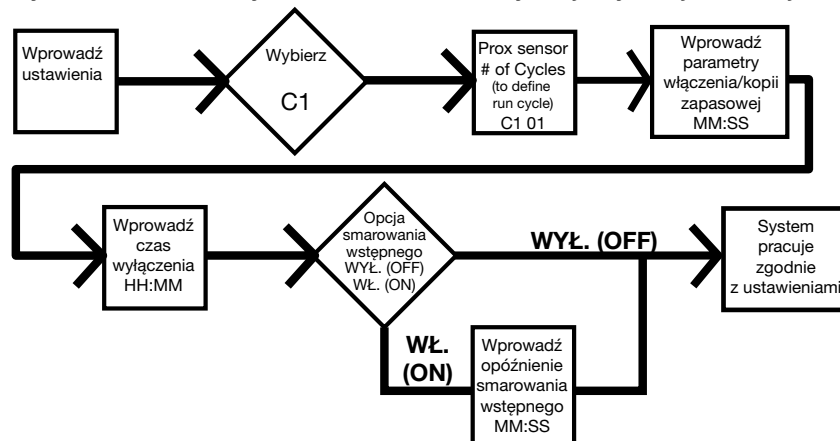 Wprowadź
ustawienia
Wybierz
C1
Prox sensor
# of Cycles
(to define
run cycle)
C1 01
Wprowadź
parametry
włączenia/kopii
zapasowej
MM:SS
Wprowadź
czas
wyłączenia
HH:MM
Opcja
smarowania
wstępnego
WYŁ. (OFF)
WŁ. (ON)
WYŁ. (OFF)
System
pracuje
zgodnie
z ustawieniami
WŁ.
(ON)
Wprowadź
opóźnienie
smarowania
wstępnego
MM:SS